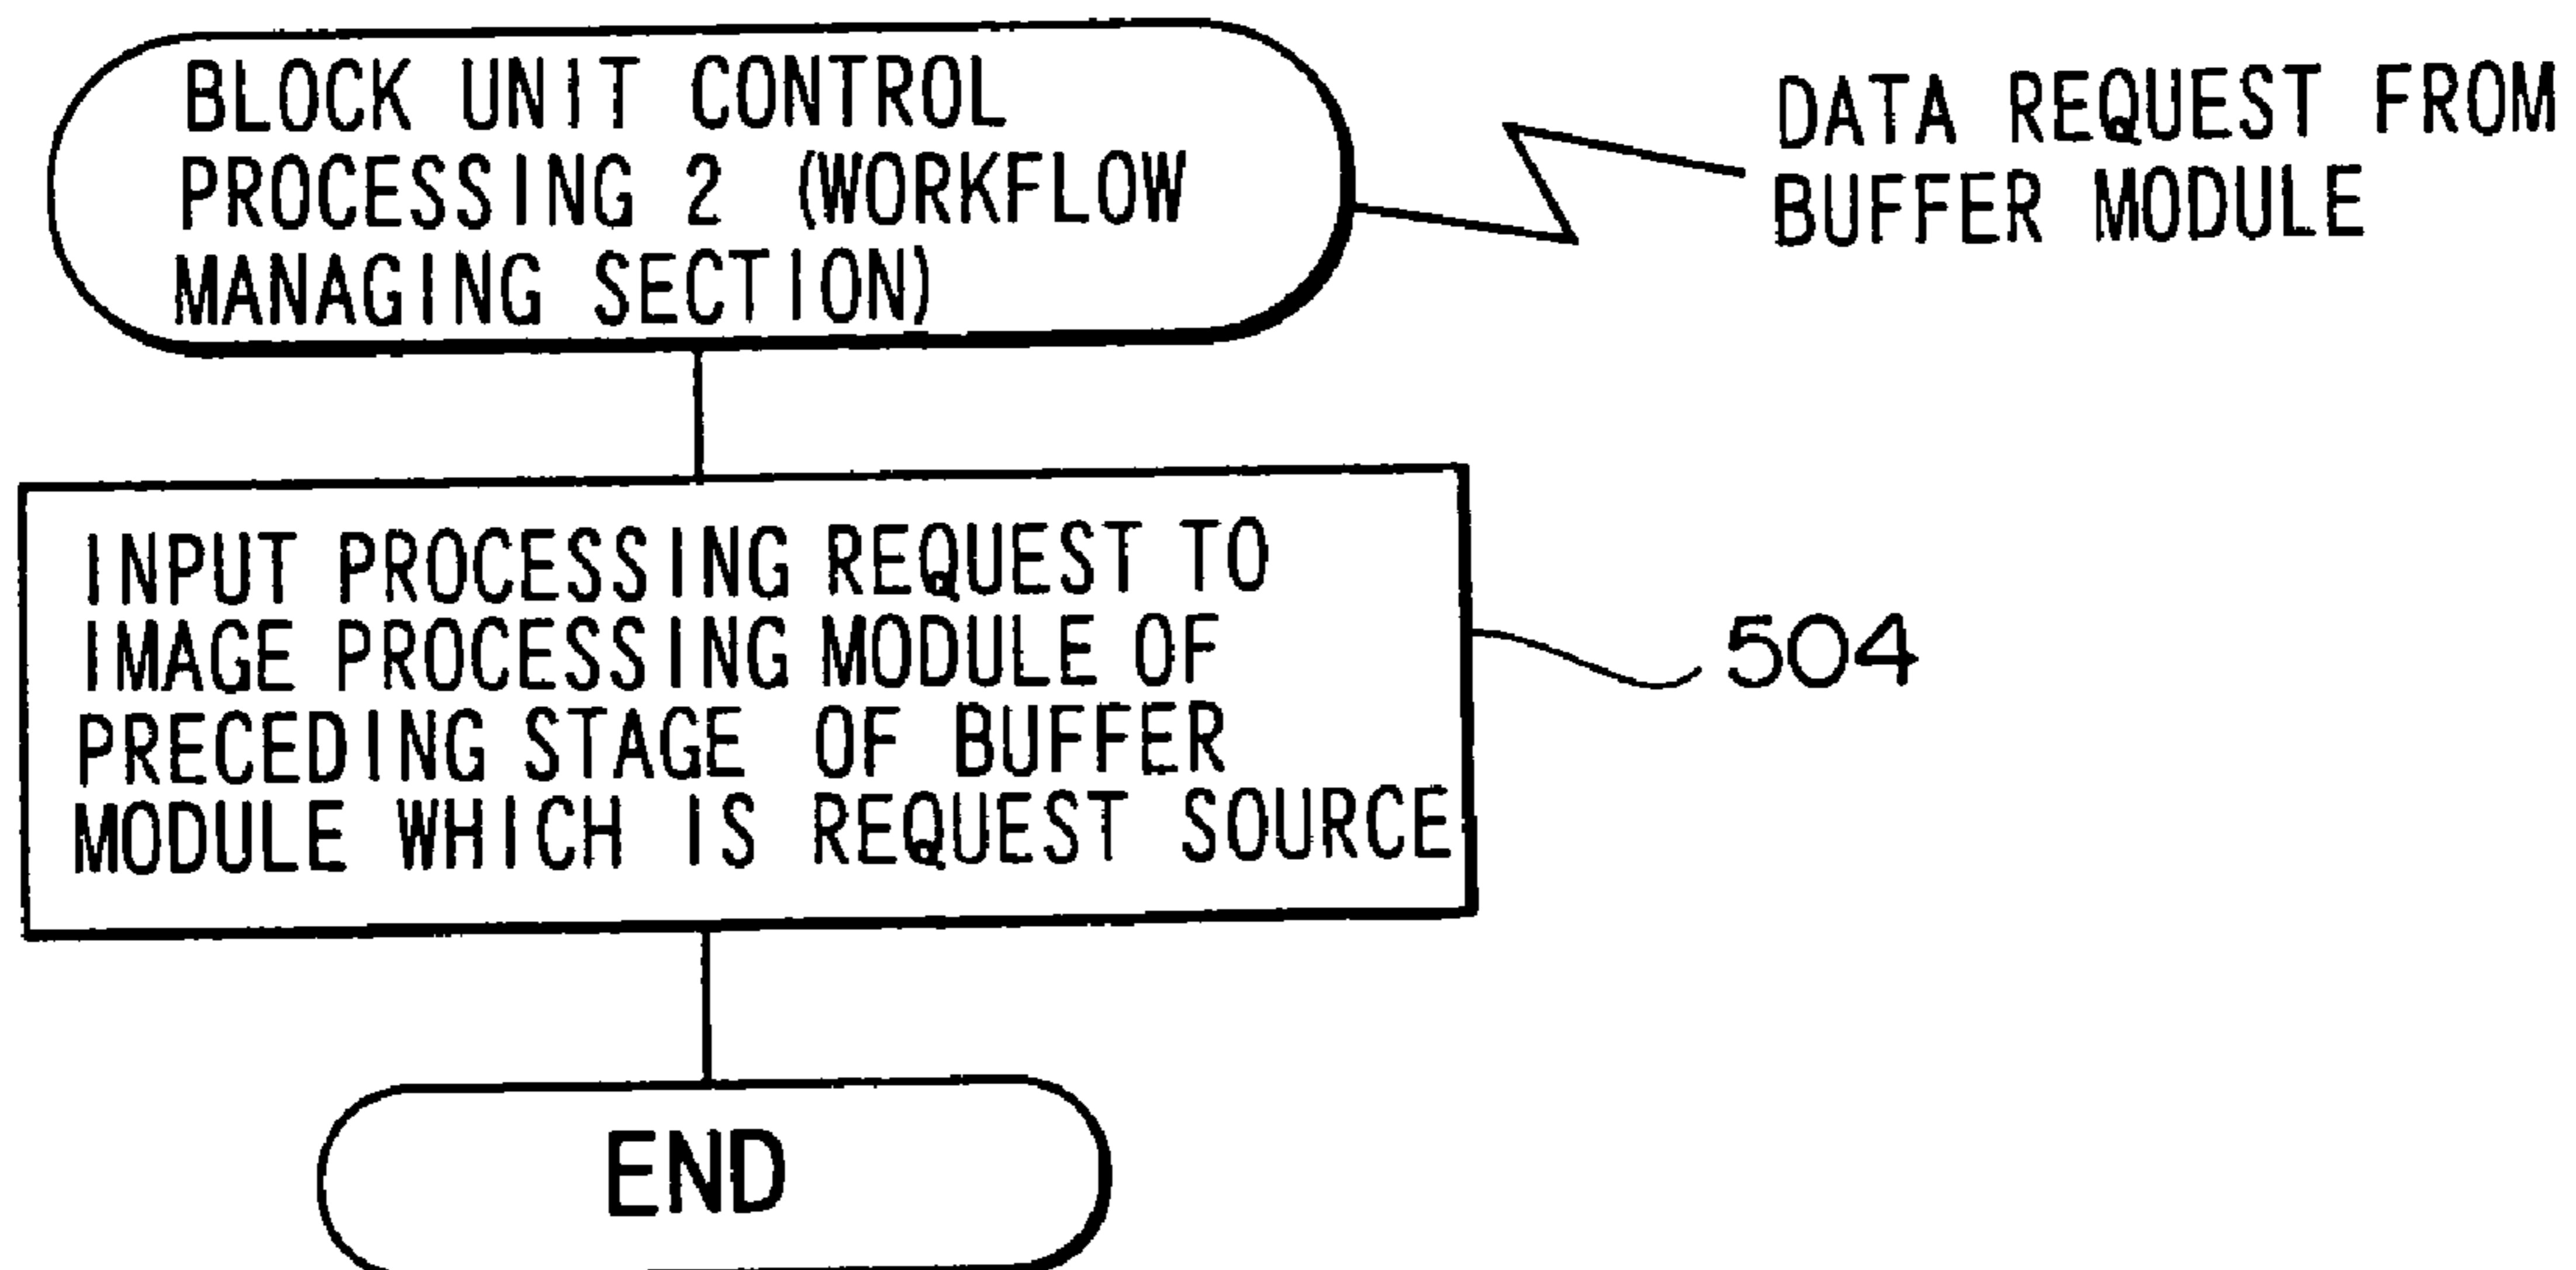 BLOCK UNIT CONTROL
PROCESSING 2 (WORKFLOW
MANAGING SECTION)
DATA REQUEST FROM
BUFFER MODULE
INPUT PROCESSING REQUEST TO
IMAGE PROCESSING MODULE OF
PRECEDING STAGE OF BUFFER
MODULE WHICH IS REQUEST SOURCE
504
END